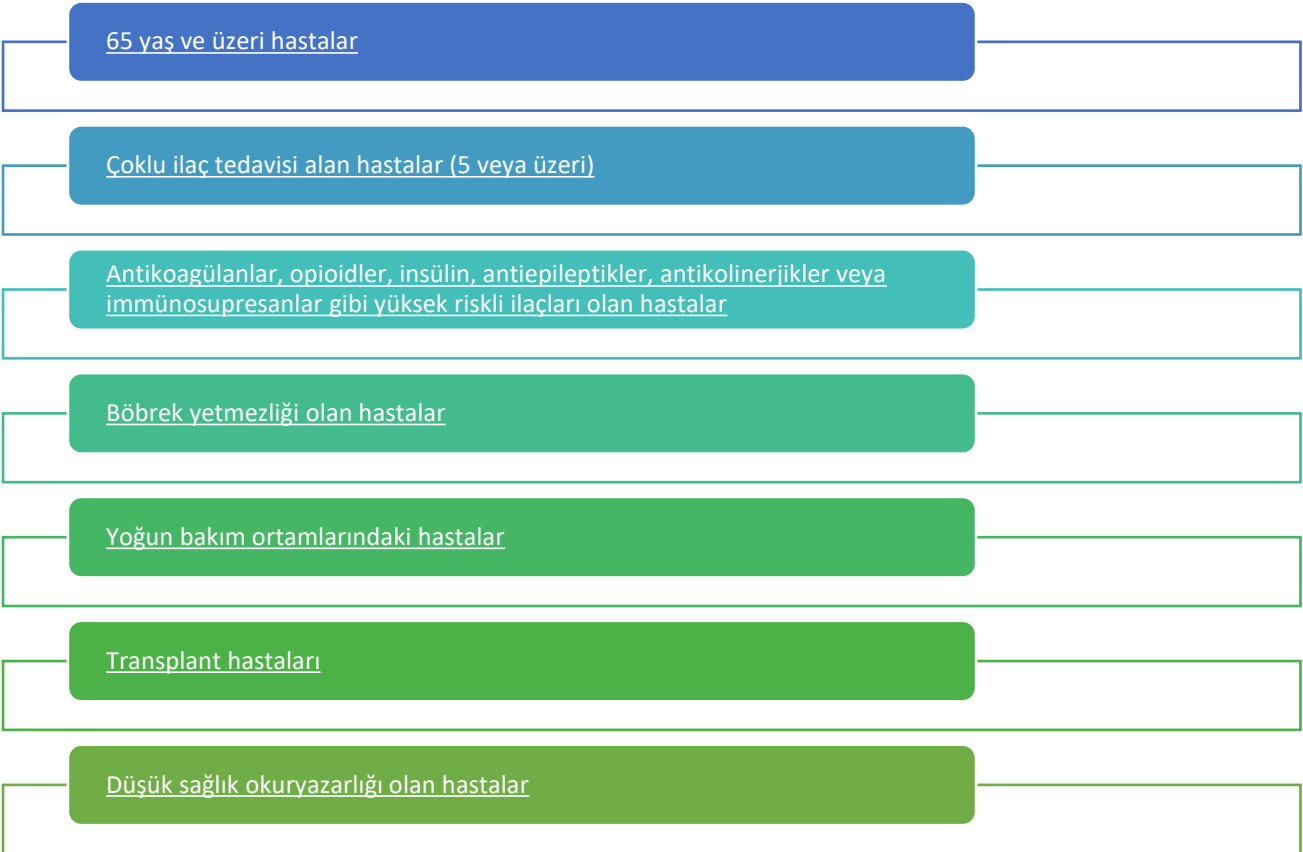 65 yaş ve üzeri hastalar
Çoklu ilaç tedavisi alan hastalar (5 veya üzeri)
Antikoagülanlar, opioidler, insülin, antiepileptikler, antikolinerjikler veya
immünosupresanlar gibi yüksek riskli ilaçları olan hastalar
Böbrek yetmezliği olan hastalar
Yoğun bakım ortamlarındaki hastalar
Transplant hastaları
Düşük sağlık okuryazarlığı olan hastalar